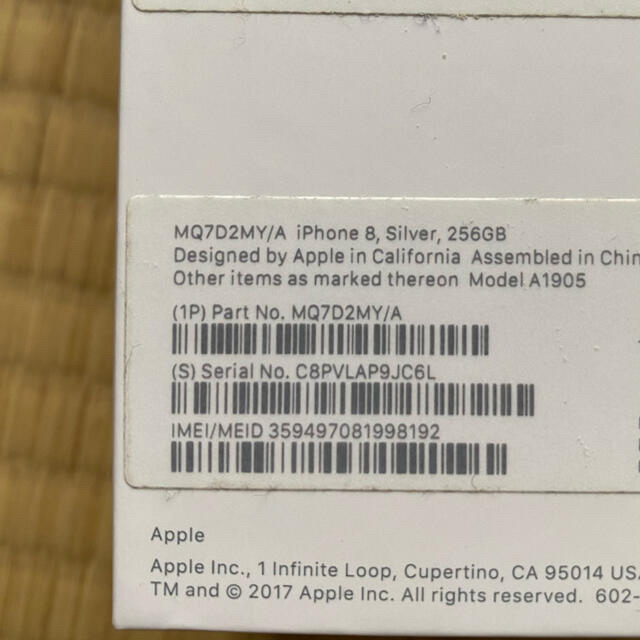 MQ7D2MY/A iPhone 8, Silver, 256GB
Designed by Apple in California Assembled in Chin
Other items as marked thereon Model A1905
(1P) Part No. MQ7D2MY/A
(S) Serial No. C8PVLAP9JC6L
IMEI/MEID 359497081998192
Apple
Apple Inc., 1 Infinite Loop, Cupertino, CA 95014 USA
TM and © 2017 Apple Inc. All rights reserved. 602-